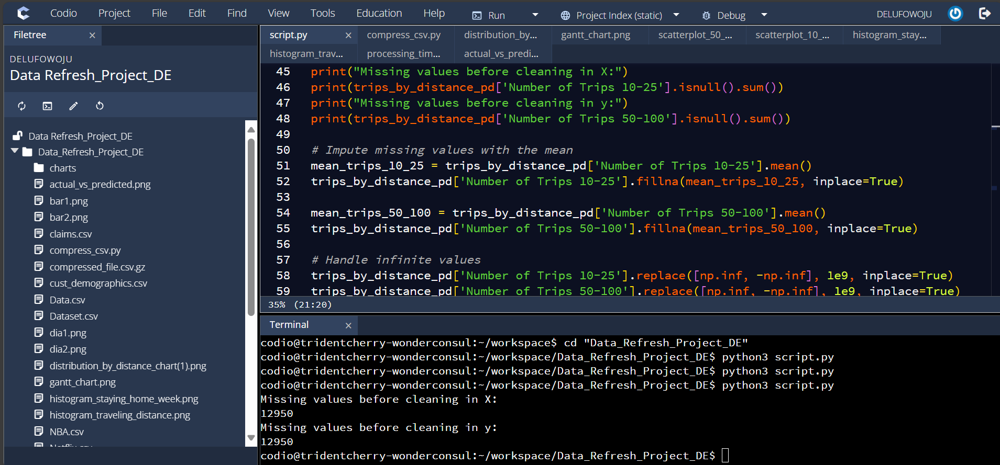 Codio Project File Edit Find View Tools Education Help Run Project Index (static) Debug DELUFOWOJU
Filetree
DELUFOWOJU
Data Refresh_Project_DE
Data Refresh_Project_DE
Data_Refresh_Project_DE
charts
actual_vs_predicted.png
bar1.png
bar2.png
claims.csv
compress_csv.py
compressed_file.csv.gz
cust_demographics.csv
Data.csv
Dataset.csv
dia1.png
dia2.png
distribution_by_distance_chart(1).png
gantt_chart.png
histogram_staying_home_week.png
histogram_traveling_distance.png
NBA.csv
script.py compress_csv.py distribution_by... gantt_chart.png scatterplot_50_... scatterplot_10_... histogram_stay...
histogram_trav... processing_tim... actual_vs_predi...
45 print("Missing values before cleaning in X:")
46 print(trips_by_distance_pd['Number of Trips 10-25'].isnull().sum())
47 print("Missing values before cleaning in y:")
48 print(trips_by_distance_pd['Number of Trips 50-100'].isnull().sum())
49
50 # Impute missing values with the mean
51 mean_trips_10_25 = trips_by_distance_pd['Number of Trips 10-25'].mean()
52 trips_by_distance_pd['Number of Trips 10-25'].fillna(mean_trips_10_25, inplace=True)
53
54 mean_trips_50_100 = trips_by_distance_pd['Number of Trips 50-100'].mean()
55 trips_by_distance_pd['Number of Trips 50-100'].fillna(mean_trips_50_100, inplace=True)
56
57 # Handle infinite values
58 trips_by_distance_pd['Number of Trips 10-25'].replace([np.inf, -np.inf], 1e9, inplace=True)
59 trips_by_distance_pd['Number of Trips 50-100'].replace([np.inf, -np.inf], 1e9, inplace=True)
35% (21:20)
Terminal
codio@tridentcherry-wonderconsul:~/workspace$ cd "Data_Refresh_Project_DE"
codio@tridentcherry-wonderconsul:~/workspace/Data_Refresh_Project_DE$ python3 script.py
codio@tridentcherry-wonderconsul:~/workspace/Data_Refresh_Project_DE$ python3 script.py
codio@tridentcherry-wonderconsul:~/workspace/Data_Refresh_Project_DE$ python3 script.py
Missing values before cleaning in X:
12950
Missing values before cleaning in y:
12950
codio@tridentcherry-wonderconsul:~/workspace/Data_Refresh_Project_DE$